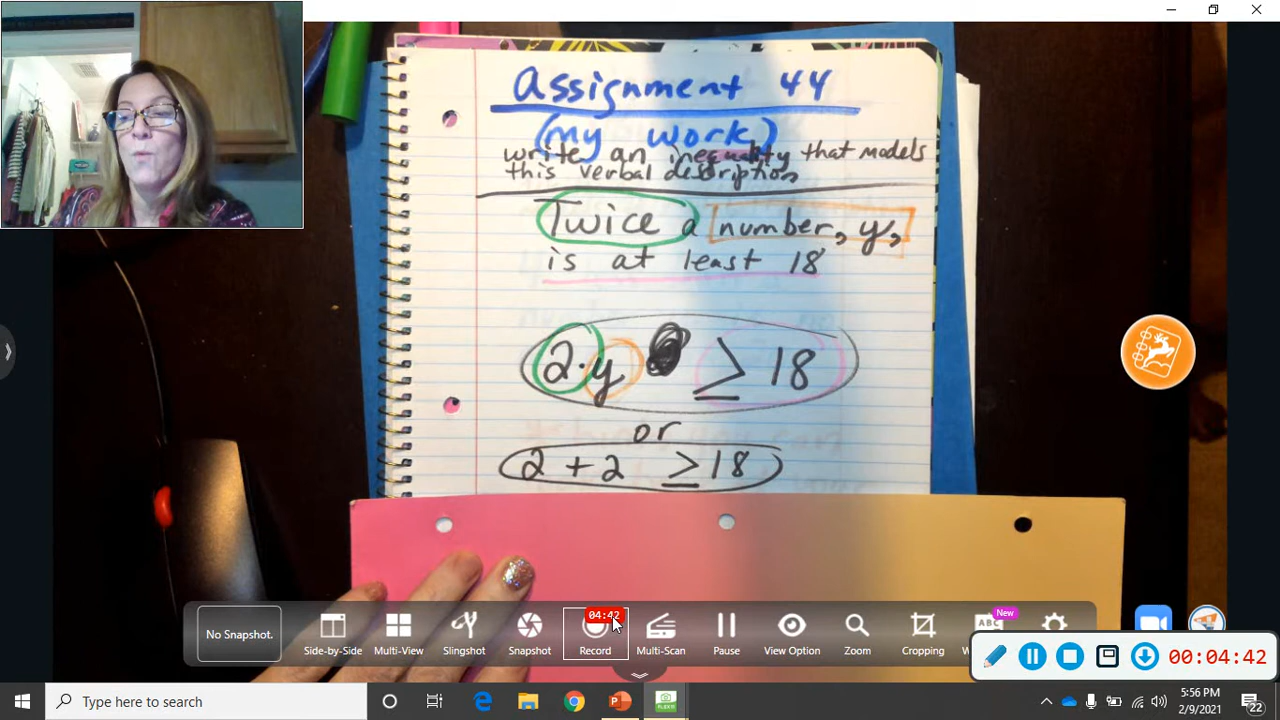 Assignment 44
(my work)
write an inequality that models
this verbal description
Twice a number, y,
is at least 18
2·y ≥ 18
or
2 + 2 ≥ 18
No Snapshot.
Side-by-Side
Multi-View
Slingshot
Snapshot
04:42
Record
Multi-Scan
Pause
View Option
Zoom
Cropping
New
ABC
W
00:04:42
Type here to search
5:56 PM
2/9/2021
22